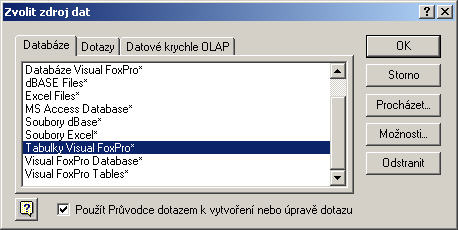 Zvolit zdroj dat
Databáze Dotazy Datové krychle OLAP
Databáze Visual FoxPro*
dBASE Files*
Excel Files*
MS Access Database*
Soubory dBase*
Soubory Excel*
Tabulky Visual FoxPro*
Visual FoxPro Database*
Visual FoxPro Tables*
OK
Storno
Procházet...
Možnosti...
Odstranit
Použít Průvodce dotazem k vytvoření nebo úpravě dotazu